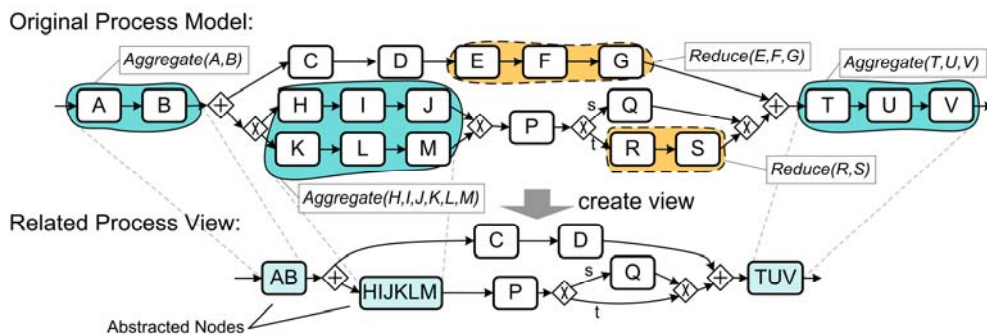 Original Process Model:
Aggregate(A,B)
C D E F G
Reduce(E,F,G)
Aggregate(T,U,V)
A B + H I J s Q + T U V
X X P X X
K L M t R S
Aggregate(H,I,J,K,L,M)
Reduce(R,S)
create view
Related Process View:
C D
AB + s Q + TUV
HIJKLM P X X
t
Abstracted Nodes